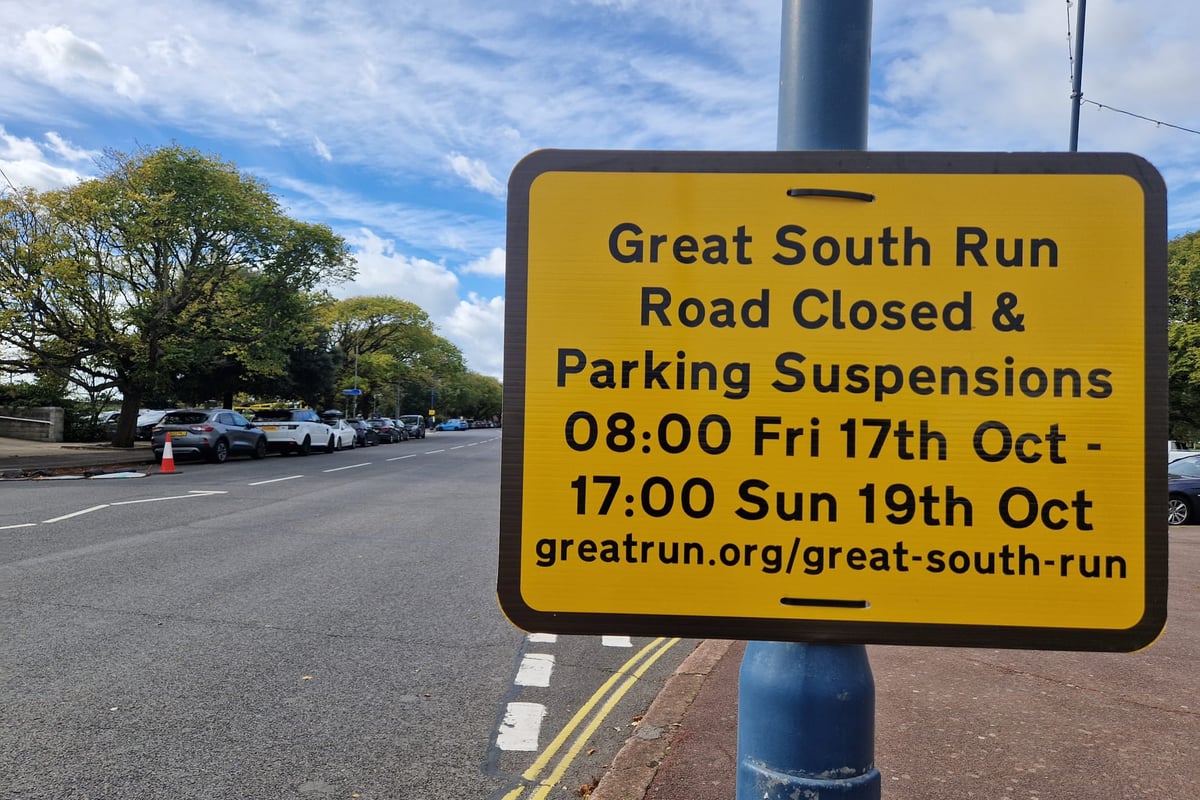 Great South Run
Road Closed &
Parking Suspensions
08:00 Fri 17th Oct -
17:00 Sun 19th Oct
greatrun.org/great-south-run